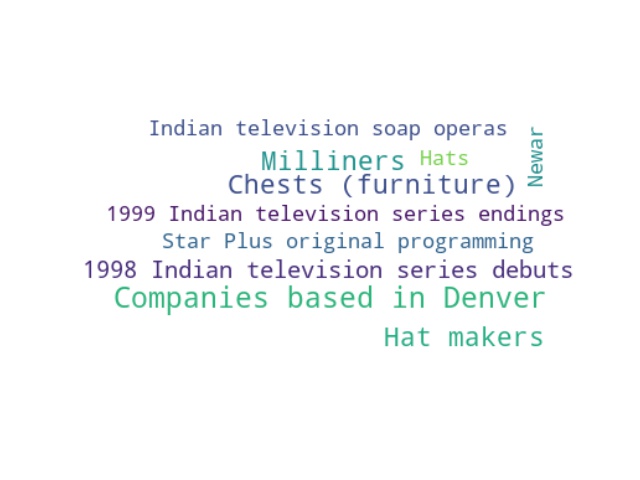 Indian television soap operas
Newar
Milliners
Hats
Chests (furniture)
1999 Indian television series endings
Star Plus original programming
1998 Indian television series debuts
Companies based in Denver
Hat makers